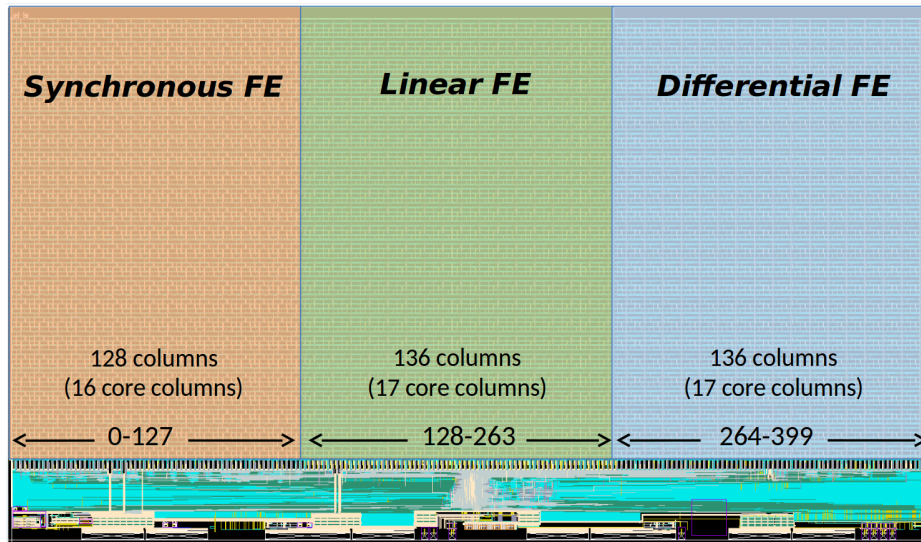 Synchronous FE
Linear FE
Differential FE
128 columns
(16 core columns)
136 columns
(17 core columns)
136 columns
(17 core columns)
0-127
128-263
264-399